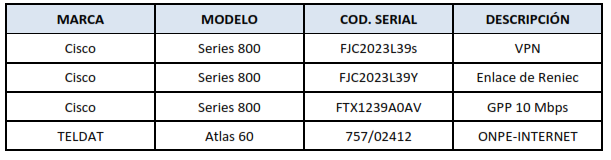 MARCA MODELO COD. SERIAL DESCRIPCIÓN
Cisco Series 800 FJC2023L39s VPN
Cisco Series 800 FJC2023L39Y Enlace de Reniec
Cisco Series 800 FTX1239A0AV GPP 10 Mbps
TELDAT Atlas 60 757/02412 ONPE-INTERNET